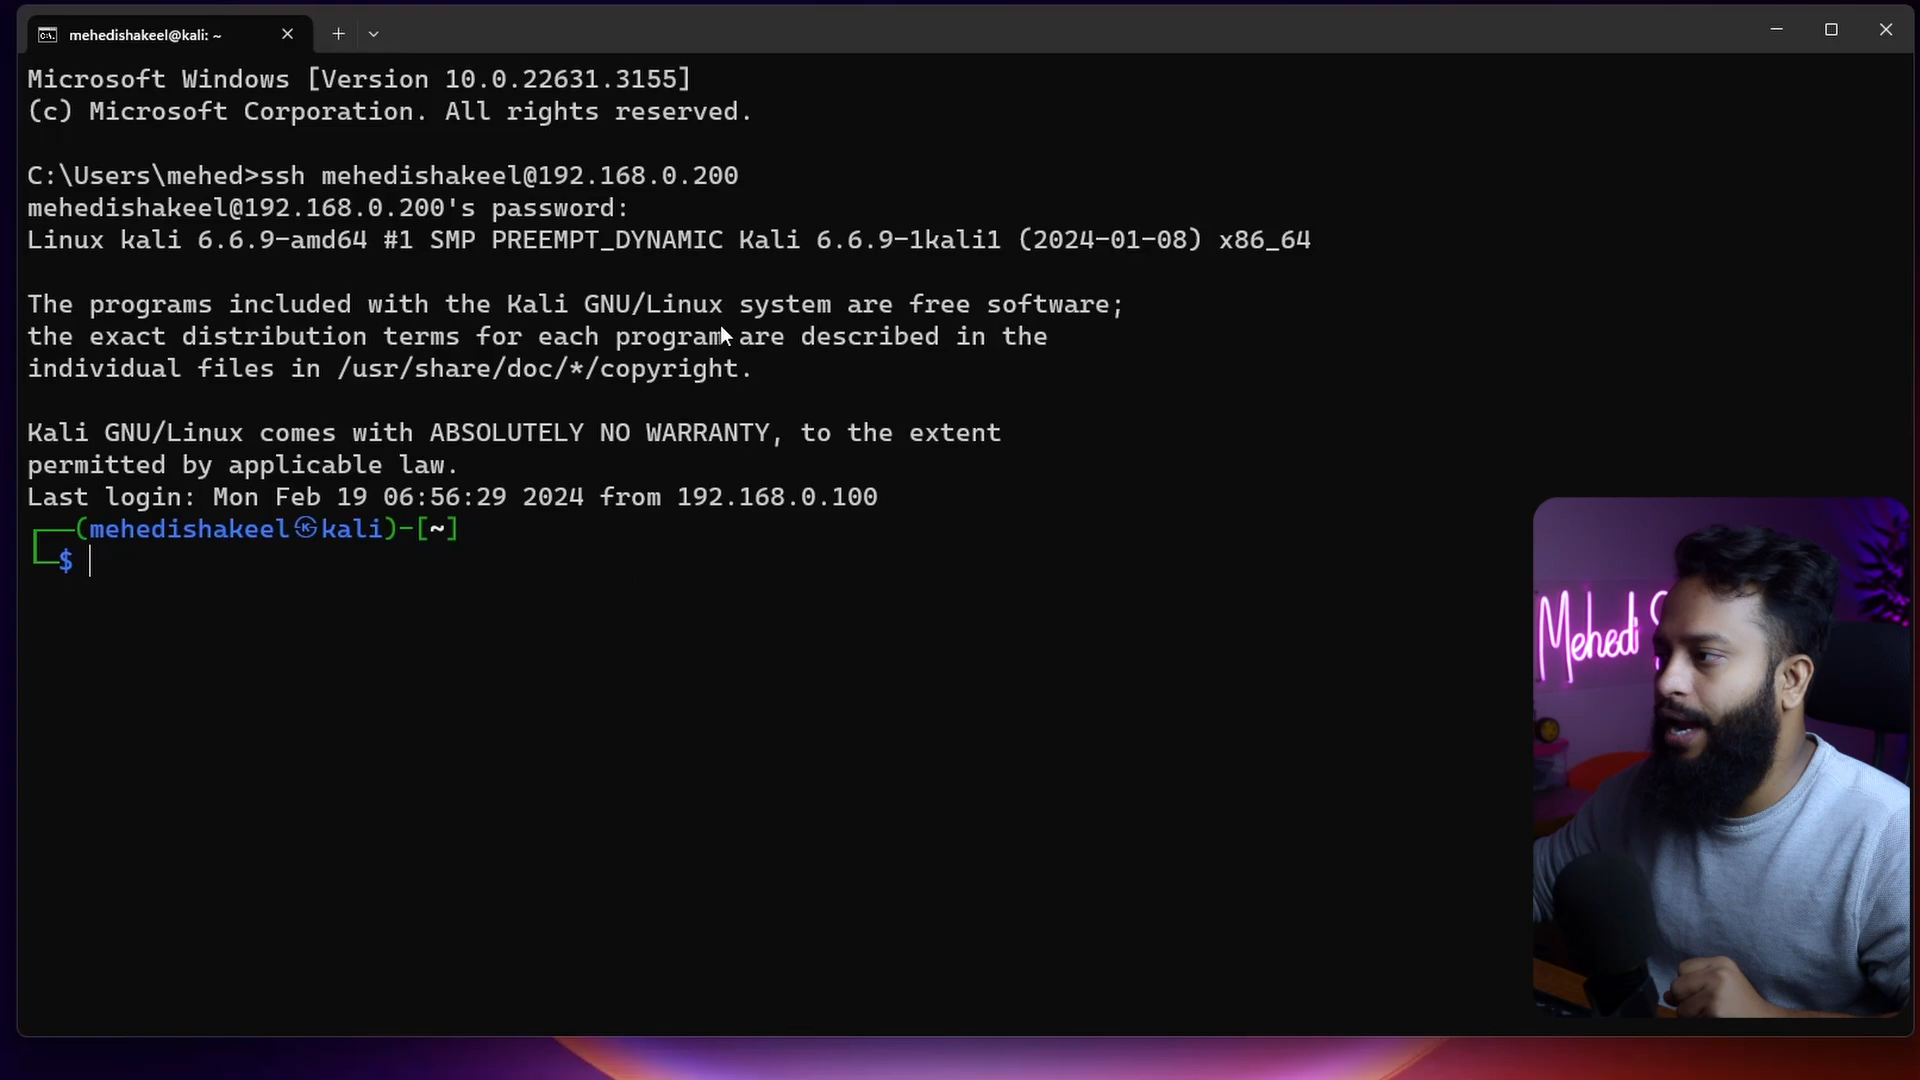 mehedishakeel@kali: ~
Microsoft Windows [Version 10.0.22631.3155]
(c) Microsoft Corporation. All rights reserved.
C:\Users\mehed>ssh mehedishakeel@192.168.0.200
mehedishakeel@192.168.0.200's password:
Linux kali 6.6.9-amd64 #1 SMP PREEMPT_DYNAMIC Kali 6.6.9-1kali1 (2024-01-08) x86_64
The programs included with the Kali GNU/Linux system are free software;
the exact distribution terms for each program are described in the
individual files in /usr/share/doc/*/copyright.
Kali GNU/Linux comes with ABSOLUTELY NO WARRANTY, to the extent
permitted by applicable law.
Last login: Mon Feb 19 06:56:29 2024 from 192.168.0.100
┌──(mehedishakeel㉿kali)-[~]
└─$
Mehedi S